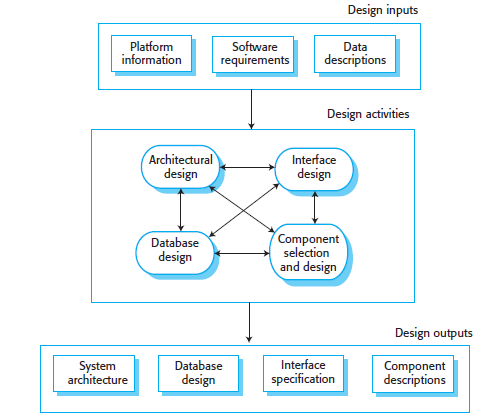 Design inputs
Platform
information
Software
requirements
Data
descriptions
Design activities
Architectural
design
Interface
design
Database
design
Component
selection
and design
Design outputs
System
architecture
Database
design
Interface
specification
Component
descriptions